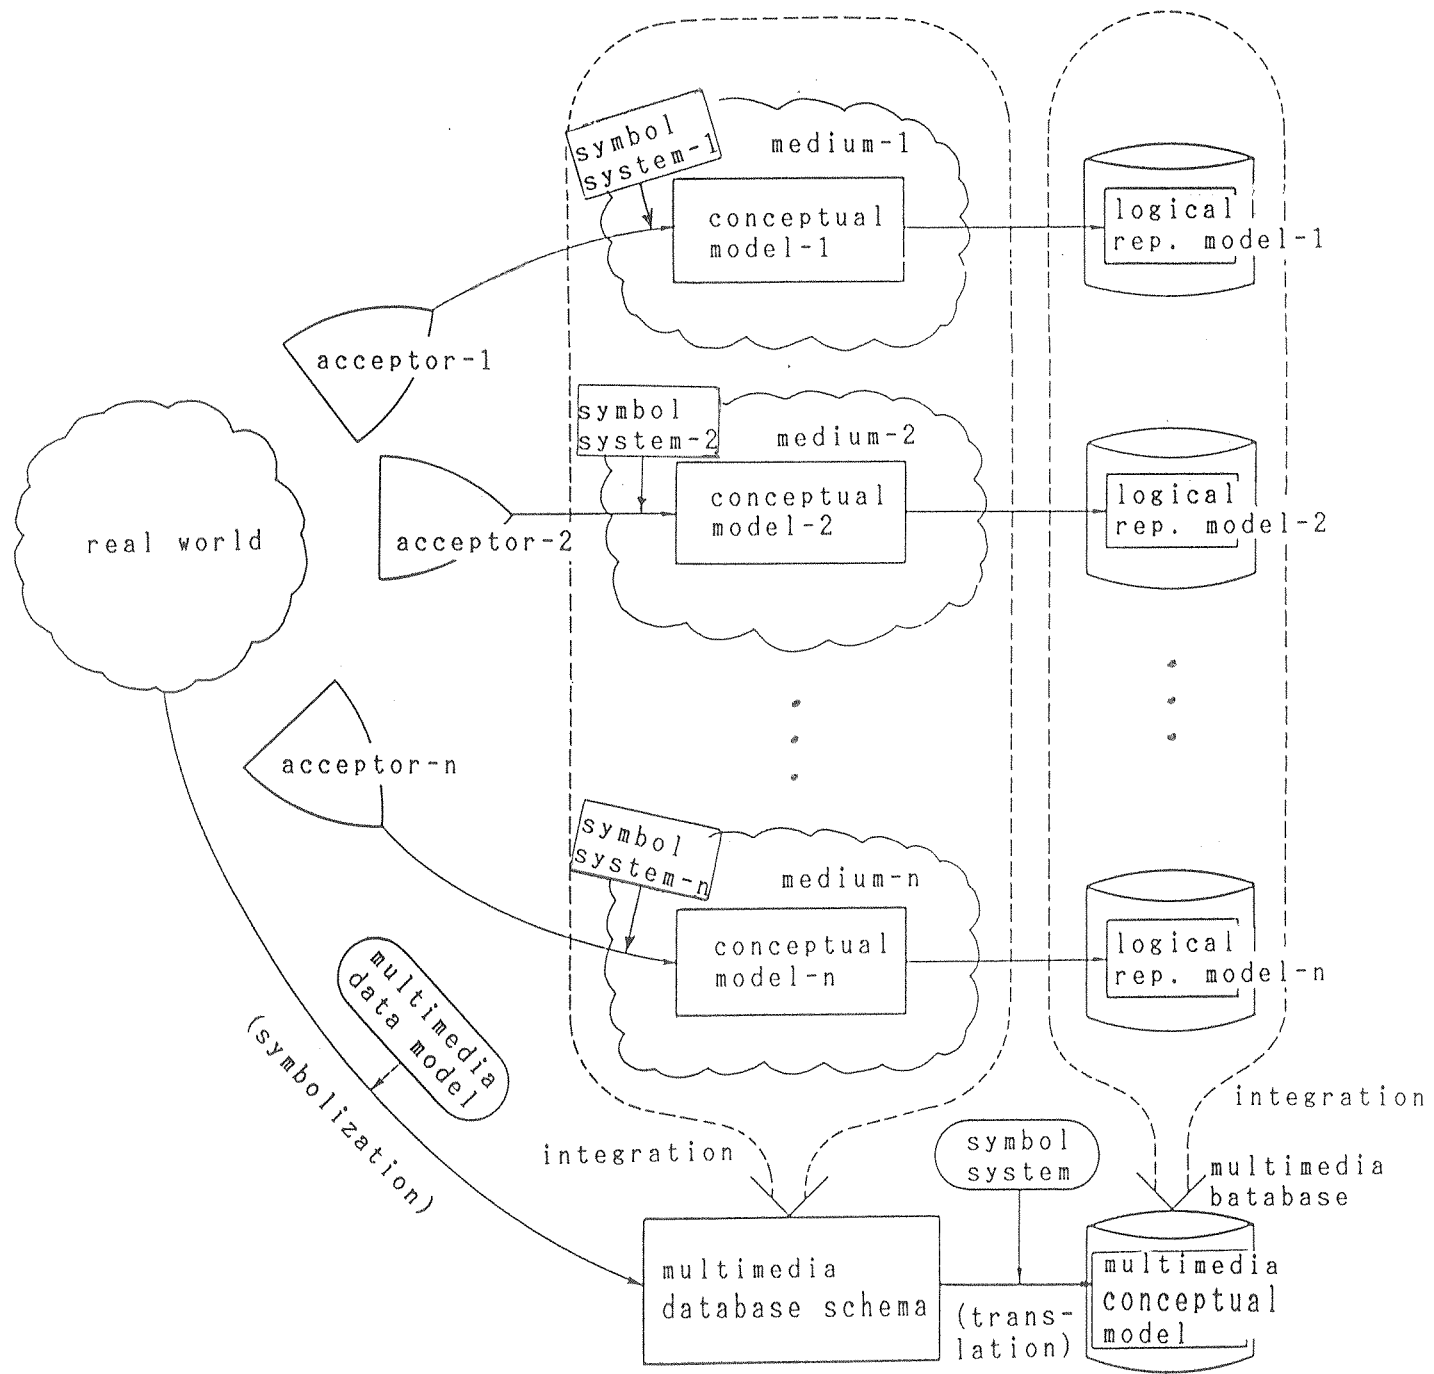 symbol
system-1
medium-1
conceptual
model-1
logical
rep. model-1
acceptor-1
symbol
system-2
medium-2
conceptual
model-2
logical
rep. model-2
real world
acceptor-2
acceptor-n
symbol
system-n
medium-n
conceptual
model-n
logical
rep. model-n
multimedia
data model
(symbolization)
integration
integration
symbol
system
multimedia
batabase
multimedia
database schema
(trans-
lation)
multimedia
conceptual
model